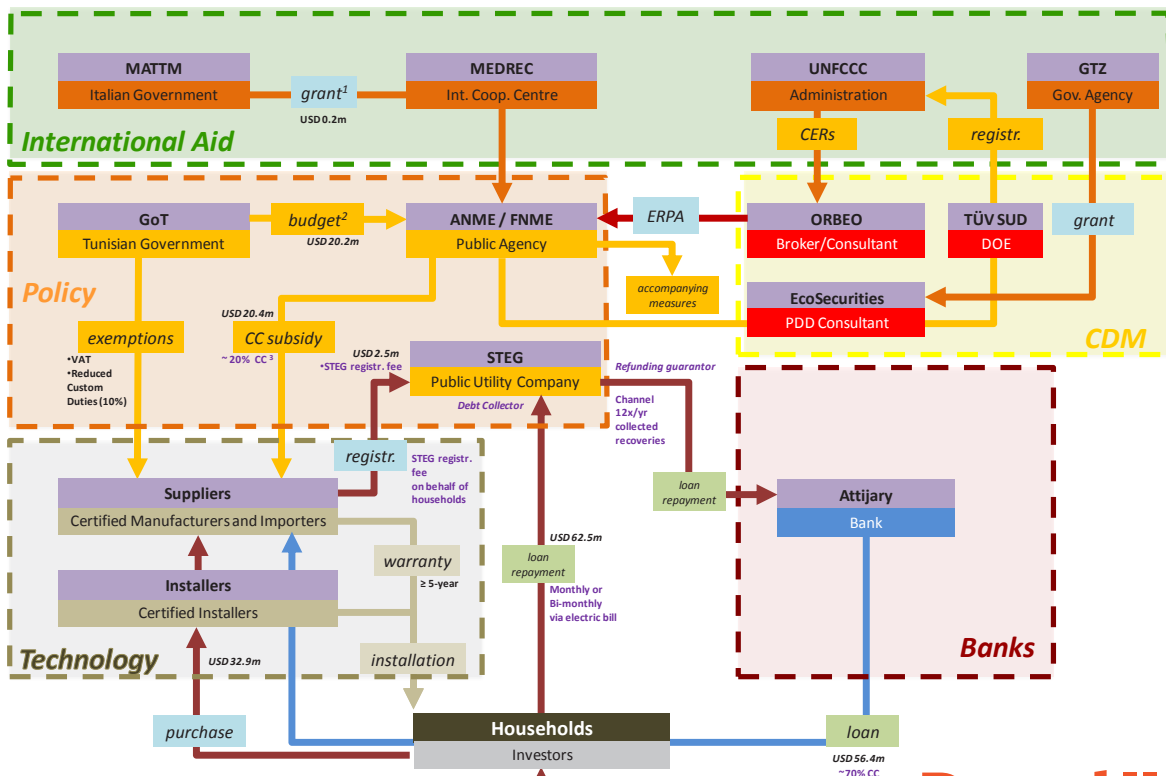 MATTM
Italian Government
grant¹
USD 0.2m
MEDREC
Int. Coop. Centre
UNFCCC
Administration
GTZ
Gov. Agency
CERs
registr.
International Aid
GoT
Tunisian Government
budget²
USD 20.2m
ANME / FNME
Public Agency
ERPA
ORBEO
Broker/Consultant
TÜV SUD
DOE
grant
accompanying
measures
EcoSecurities
PDD Consultant
CDM
Policy
exemptions
•VAT
•Reduced
Custom
Duties (10%)
USD 20.4m
CC subsidy
~ 20% CC ³
USD 2.5m
•STEG registr. fee
STEG
Public Utility Company
Debt Collector
Refunding guarantor
Channel
12x/yr
collected
recoveries
registr.
STEG registr.
fee
on behalf of
households
loan
repayment
Suppliers
Certified Manufacturers and Importers
Attijary
Bank
warranty
≥ 5-year
USD 62.5m
loan
repayment
Monthly or
Bi-monthly
via electric bill
Installers
Certified Installers
Technology
USD 32.9m
installation
Banks
purchase
Households
Investors
loan
USD 56.4m
~70% CC